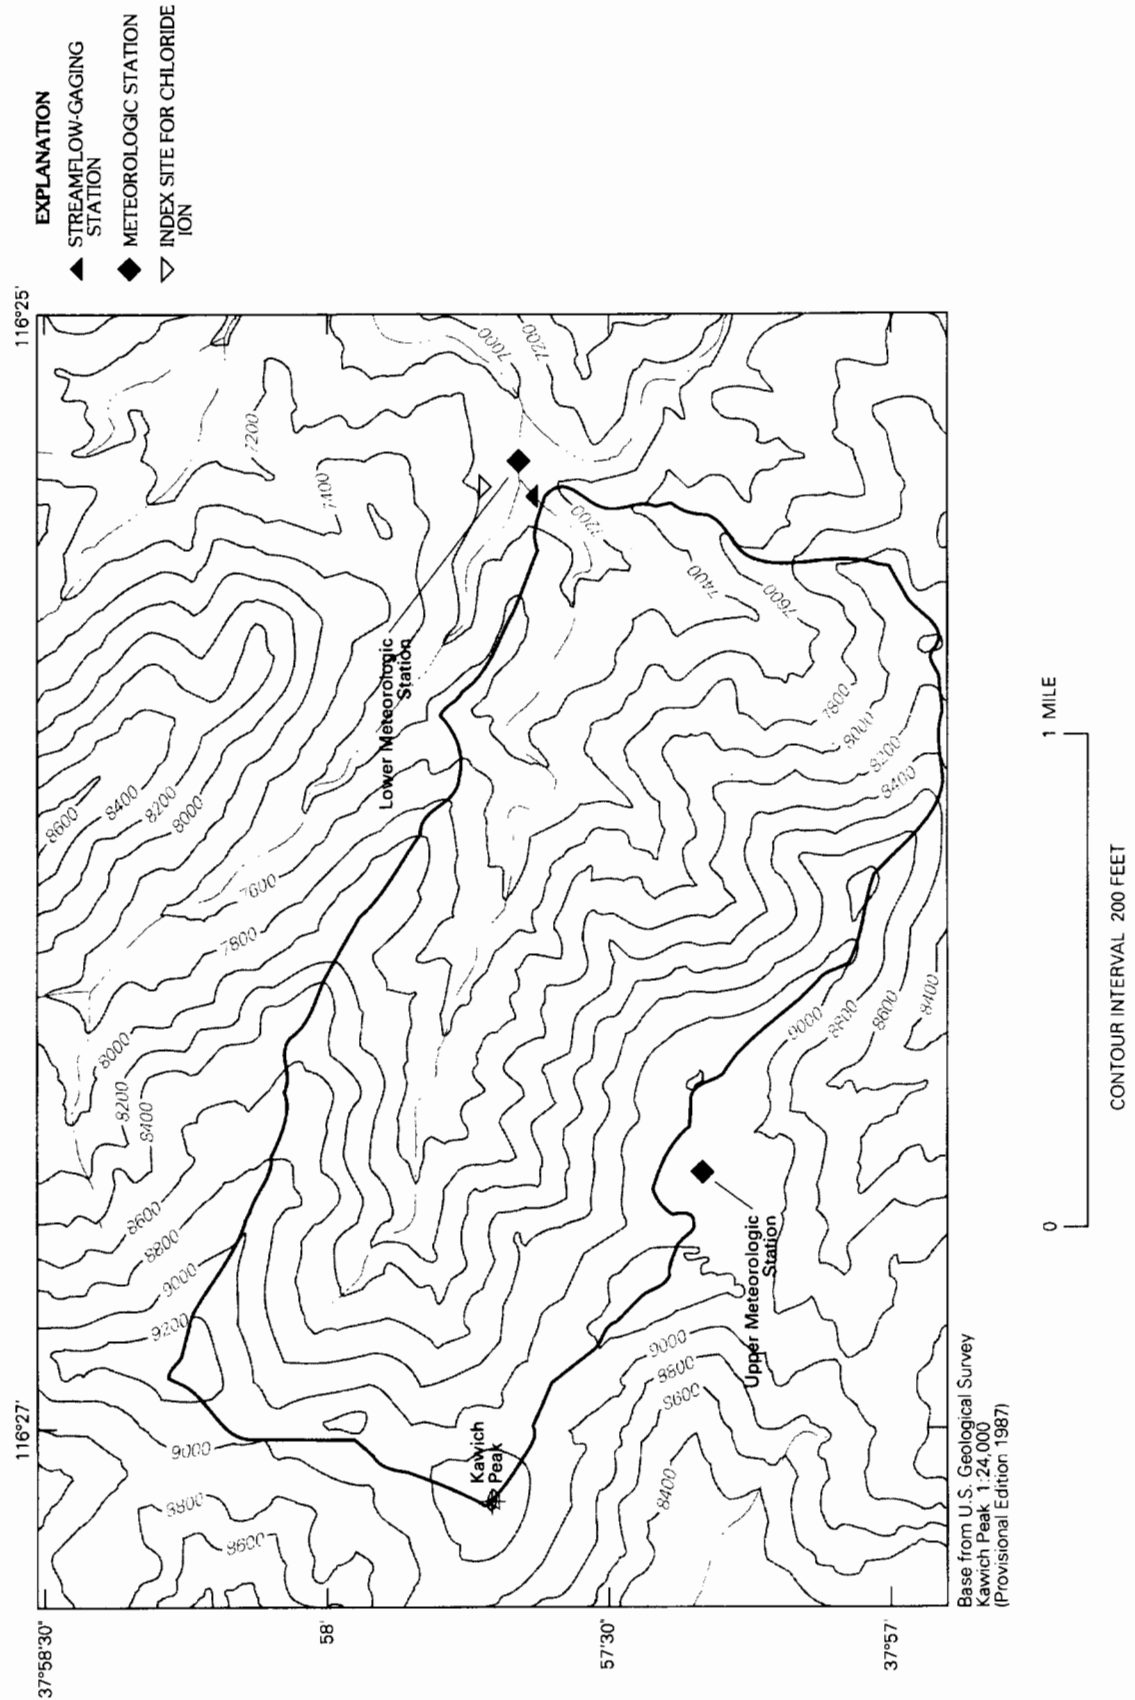 EXPLANATION
STREAMFLOW-GAGING
STATION
METEOROLOGIC STATION
INDEX SITE FOR CHLORIDE
ION
116°27'
116°25'
37°58'30"
58'
57'30"
37°57'
8600
8400
8200
8000
7600
7800
8000
8200
8400
8600
8800
9000
9200
9000
8800
8600
7200
7400
7000
7200
Lower Meteorologic
Station
7200
7400
7600
7800
8000
8200
8400
9000
8800
8600
8400
Kawich
Peak
9000
8800
8600
8400
Upper Meteorologic
Station
Base from U.S. Geological Survey
Kawich Peak 1:24,000
(Provisional Edition 1987)
0
1 MILE
CONTOUR INTERVAL 200 FEET